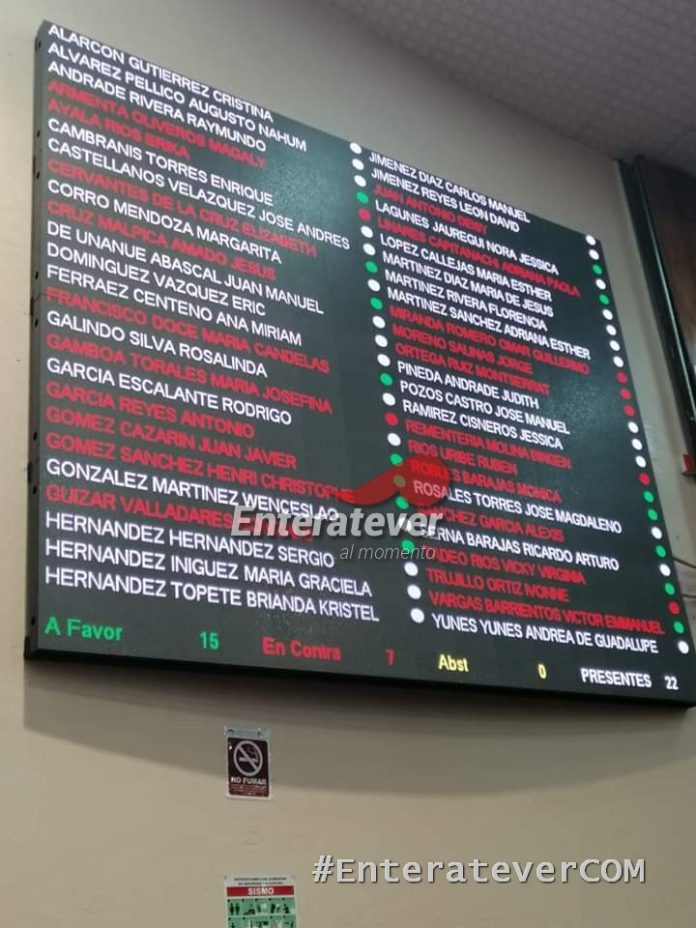 ALARCON GUTIERREZ CRISTINA
ALVAREZ PELLICO AUGUSTO NAHUM
ANDRADE RIVERA RAYMUNDO
ARMENTA OLIVEROS MAGALY
AYALA RIOS ERIKA
CAMBRANIS TORRES ENRIQUE
CASTELLANOS VELAZQUEZ JOSE ANDRES
CERVANTES DE LA CRUZ ELIZABETH
CORRO MENDOZA MARGARITA
CRUZ MALPICA AMADO JESUS
DE UNANUE ABASCAL JUAN MANUEL
DOMINGUEZ VAZQUEZ ERIC
FERRAEZ CENTENO ANA MIRIAM
FRANCISCO DOCE MARIA CANDELAS
GALINDO SILVA ROSALINDA
GAMBOA TORALES MARIA JOSEFINA
GARCIA ESCALANTE RODRIGO
GARCIA REYES ANTONIO
GOMEZ CAZARIN JUAN JAVIER
GOMEZ SANCHEZ HENRI CHRISTOPHE
GONZALEZ MARTINEZ WENCESLAO
GUIZAR VALLADARES
HERNANDEZ HERNANDEZ SERGIO
HERNANDEZ IÑIGUEZ MARIA GRACIELA
HERNANDEZ TOPETE BRIANDA KRISTEL
JIMENEZ DIAZ CARLOS MANUEL
JIMENEZ REYES LEON DAVID
JUAN ANTONIO DEISY
LAGUNES JAUREGUI NORA JESSICA
LINARES CAPITANACHI ADRIANA PAOLA
LOPEZ CALLEJAS MARIA ESTHER
MARTINEZ DIAZ MARIA DE JESUS
MARTINEZ RIVERA FLORENCIA
MARTINEZ SANCHEZ ADRIANA ESTHER
MIRANDA ROMERO OMAR GUILLERMO
MORENO SALINAS JORGE
ORTEGA RUIZ MONTSERRAT
PINEDA ANDRADE JUDITH
POZOS CASTRO JOSE MANUEL
RAMIREZ CISNEROS JESSICA
REMENTERIA MOLINA BINGEN
RIOS URIBE RUBEN
ROBLES BARAJAS MONICA
ROSALES TORRES JOSE MAGDALENO
CHEZ GARCIA ALEXIS
ERNA BARAJAS RICARDO ARTURO
DEO RIOS VICKY VIRGINIA
TRUJILLO ORTIZ IVONNE
VARGAS BARRIENTOS VICTOR EMMANUEL
YUNES YUNES ANDREA DE GUADALUPE
A Favor 15 En Contra 7 Abst 0 PRESENTES 22
Enteratever
al momento
NO FUMAR
SISMO
#EnterateverCOM